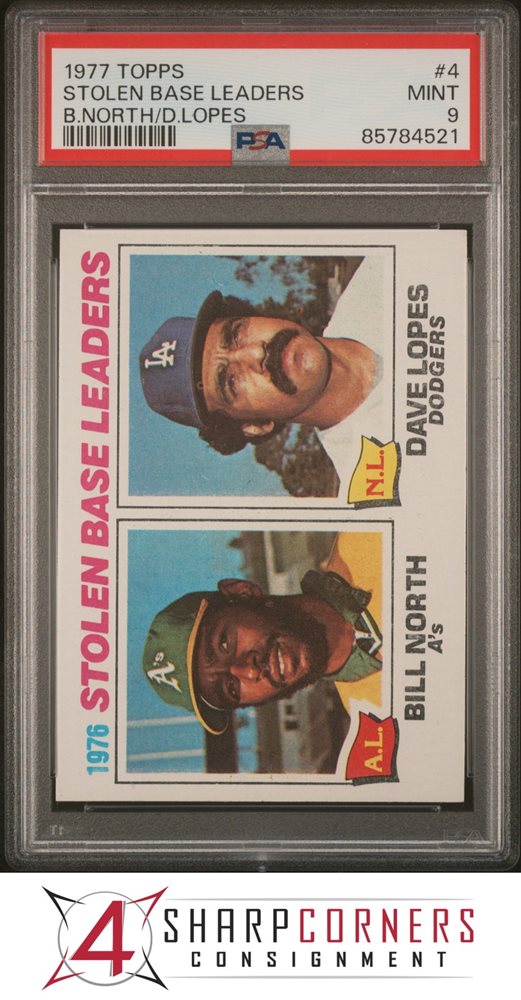 1977 TOPPS #4
STOLEN BASE LEADERS MINT
B.NORTH/D.LOPES 9
PSA 85784521
1976 STOLEN BASE LEADERS
A's
A.L.
BILL NORTH
A's
LA
N.L.
DAVE LOPES
DODGERS
4 SHARPCORNERS
CONSIGNMENT